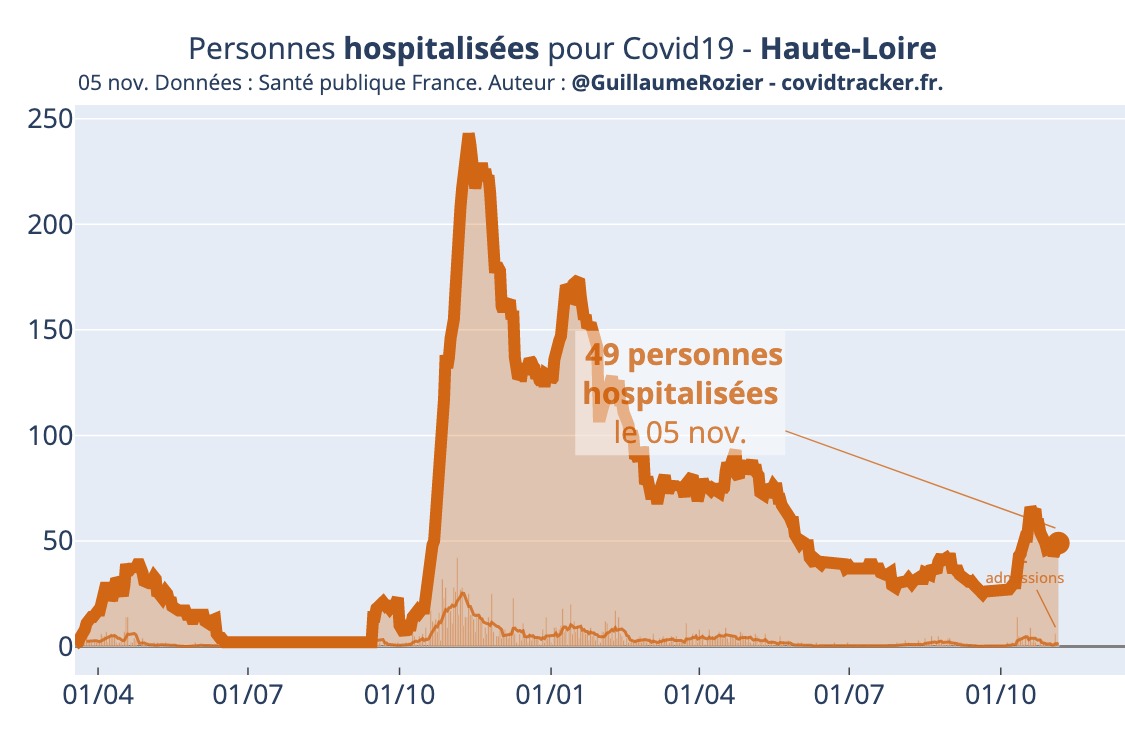 Personnes hospitalisées pour Covid19 - Haute-Loire
05 nov. Données : Santé publique France. Auteur : @GuillaumeRozier - covidtracker.fr.
250
200
150
100
50
0
49 personnes
hospitalisées
le 05 nov.
admissions
01/04 01/07 01/10 01/01 01/04 01/07 01/10